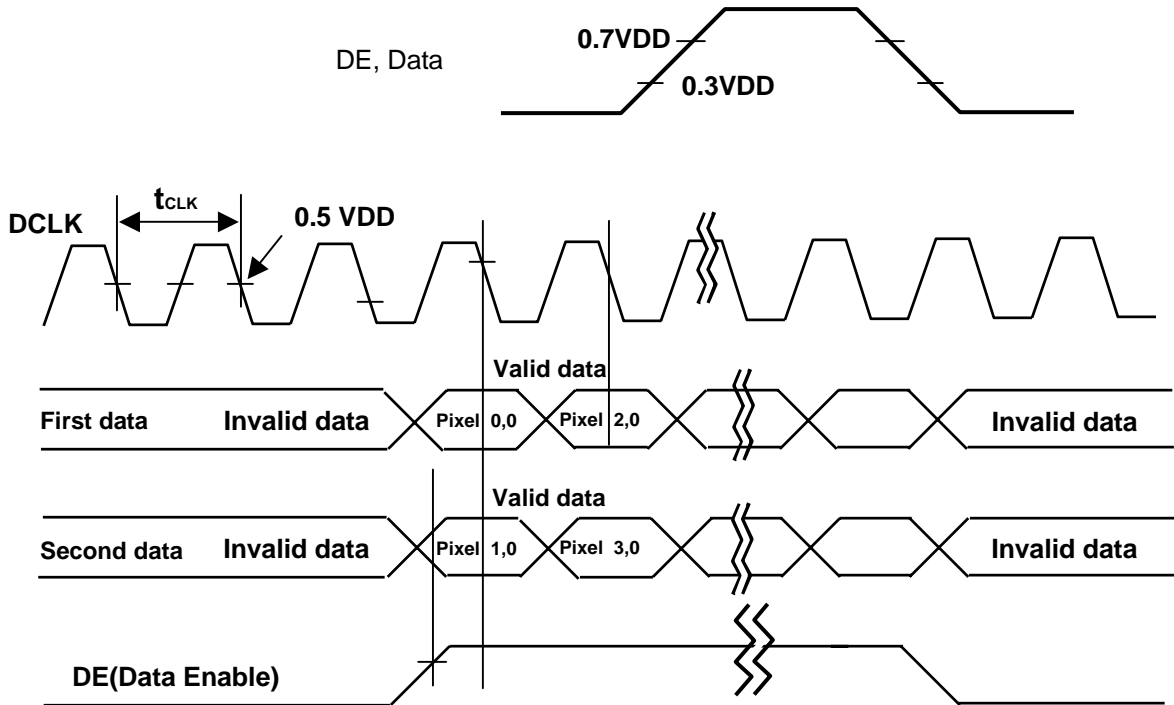 0.7VDD
DE, Data
0.3VDD
tCLK
0.5 VDD
DCLK
Valid data
First data Invalid data Pixel 0,0 Pixel 2,0 Invalid data
Valid data
Second data Invalid data Pixel 1,0 Pixel 3,0 Invalid data
DE(Data Enable)